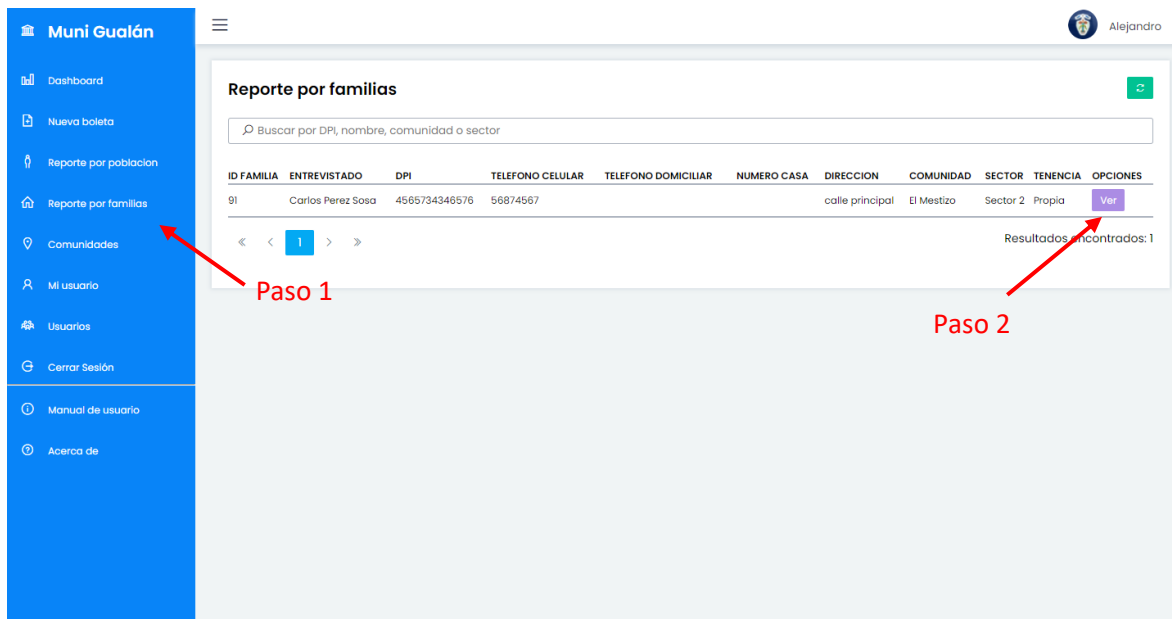 Muni Gualán
Alejandro
Dashboard
Nueva boleta
Reporte por poblacion
Reporte por familias
Comunidades
Mi usuario
Usuarios
Cerrar Sesión
Manual de usuario
Acerca de
Reporte por familias
Buscar por DPI, nombre, comunidad o sector
ID FAMILIA ENTREVISTADO DPI TELEFONO CELULAR TELEFONO DOMICILIAR NUMERO CASA DIRECCION COMUNIDAD SECTOR TENENCIA OPCIONES
91 Carlos Perez Sosa 4565734346576 56874567 calle principal El Mestizo Sector 2 Propia Ver
« < 1 > »
Resultados encontrados: 1
Paso 1
Paso 2